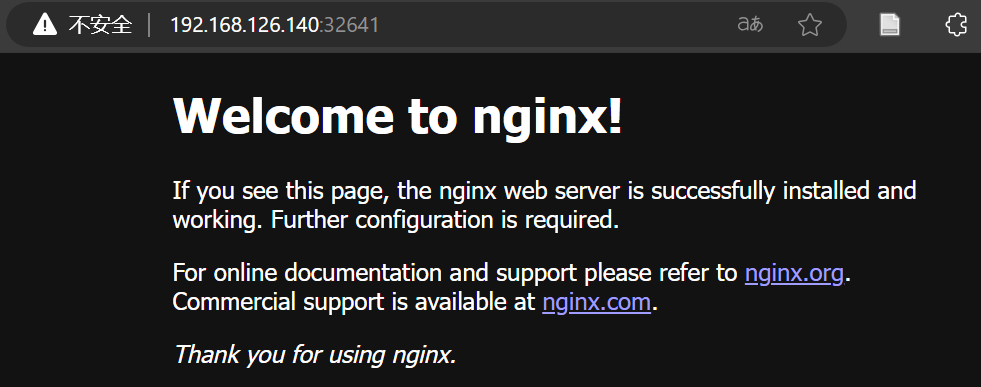 不安全 192.168.126.140:32641 aあ
Welcome to nginx!
If you see this page, the nginx web server is successfully installed and
working. Further configuration is required.
For online documentation and support please refer to nginx.org.
Commercial support is available at nginx.com.
Thank you for using nginx.